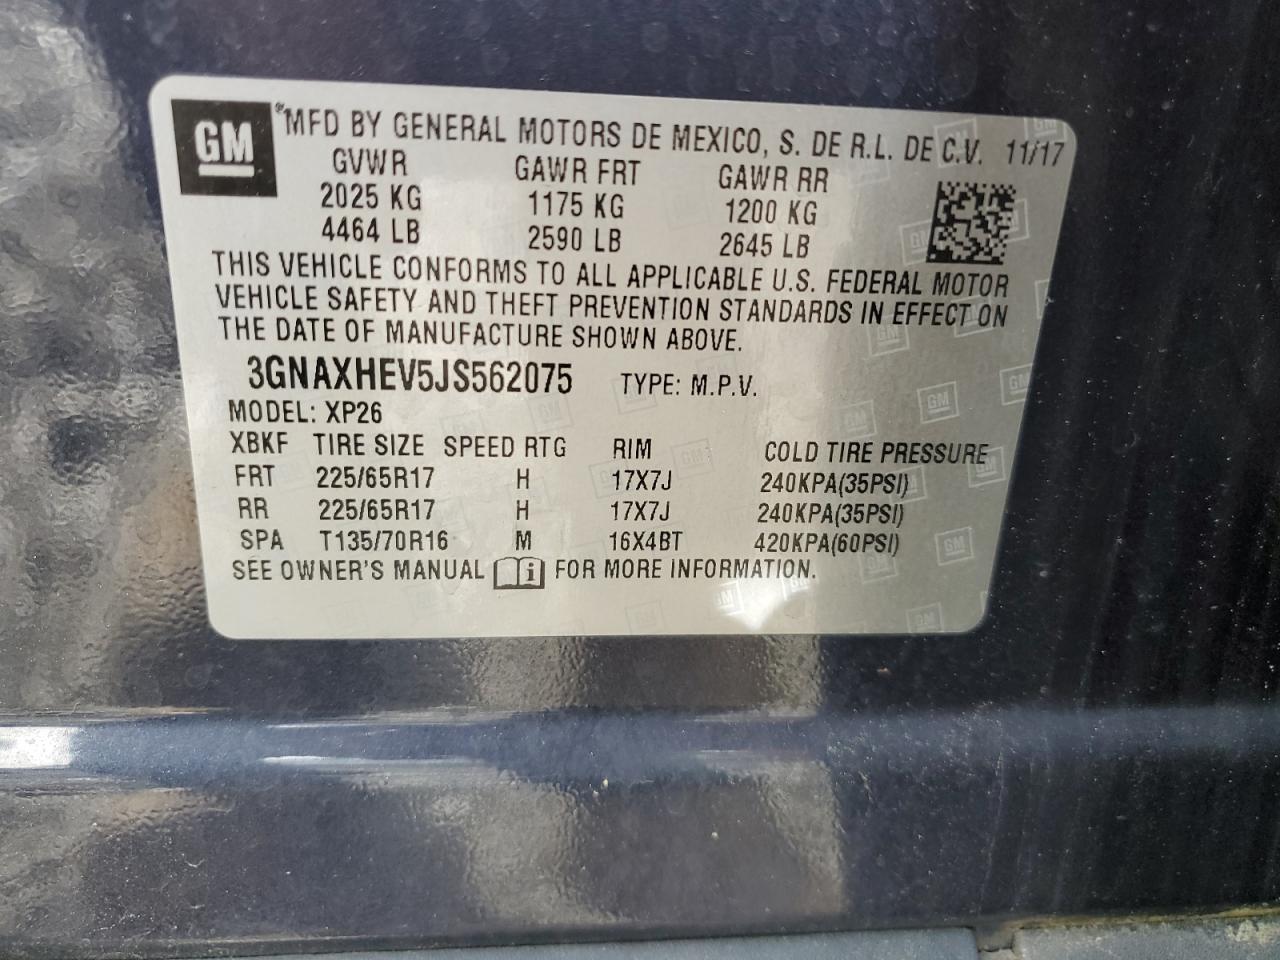 GM MFD BY GENERAL MOTORS DE MEXICO, S. DE R.L. DE C.V. 11/17
GVWR GAWR FRT GAWR RR
2025 KG 1175 KG 1200 KG
4464 LB 2590 LB 2645 LB
THIS VEHICLE CONFORMS TO ALL APPLICABLE U.S. FEDERAL MOTOR
VEHICLE SAFETY AND THEFT PREVENTION STANDARDS IN EFFECT ON
THE DATE OF MANUFACTURE SHOWN ABOVE.
3GNAXHEV5JS562075 TYPE: M.P.V.
MODEL: XP26
XBKF TIRE SIZE SPEED RTG RIM COLD TIRE PRESSURE
FRT 225/65R17 H 17X7J 240KPA(35PSI)
RR 225/65R17 H 17X7J 240KPA(35PSI)
SPA T135/70R16 M 16X4BT 420KPA(60PSI)
SEE OWNER'S MANUAL i FOR MORE INFORMATION.